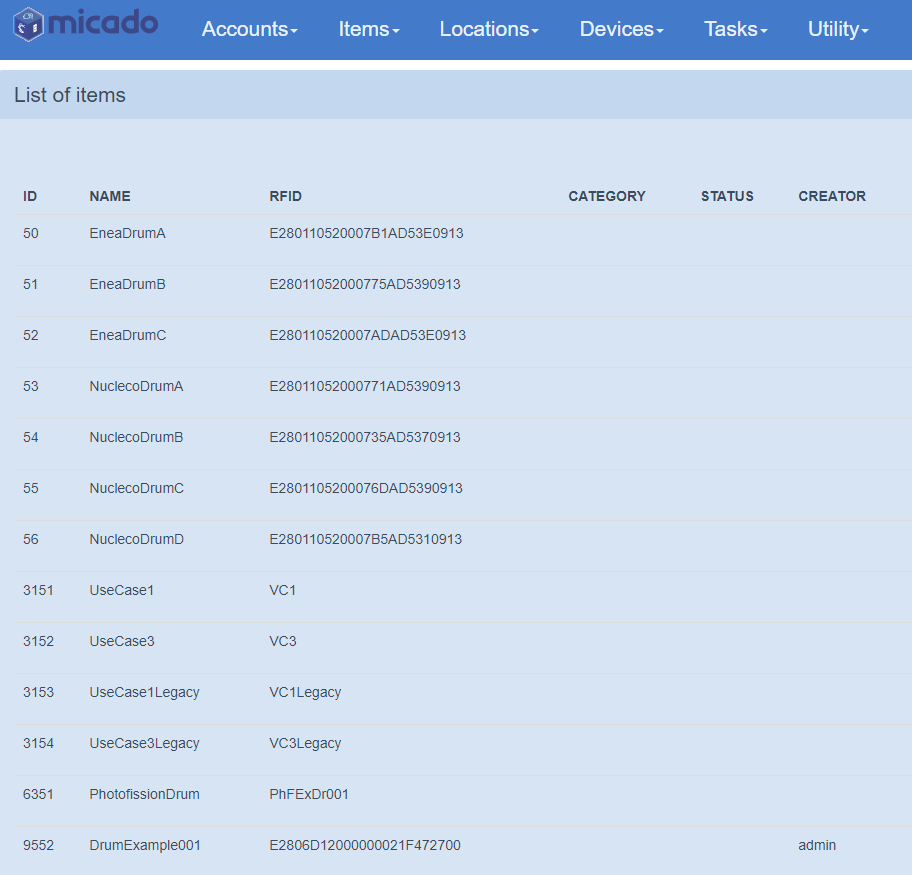 micado Accounts Items Locations Devices Tasks Utility
List of items
ID NAME RFID CATEGORY STATUS CREATOR
50 EneaDrumA E280110520007B1AD53E0913
51 EneaDrumB E28011052000775AD5390913
52 EneaDrumC E280110520007ADAD53E0913
53 NuclecoDrumA E28011052000771AD5390913
54 NuclecoDrumB E28011052000735AD5370913
55 NuclecoDrumC E2801105200076DAD5390913
56 NuclecoDrumD E280110520007B5AD5310913
3151 UseCase1 VC1
3152 UseCase3 VC3
3153 UseCase1Legacy VC1Legacy
3154 UseCase3Legacy VC3Legacy
6351 PhotofissionDrum PhFExDr001
9552 DrumExample001 E2806D12000000021F472700 admin